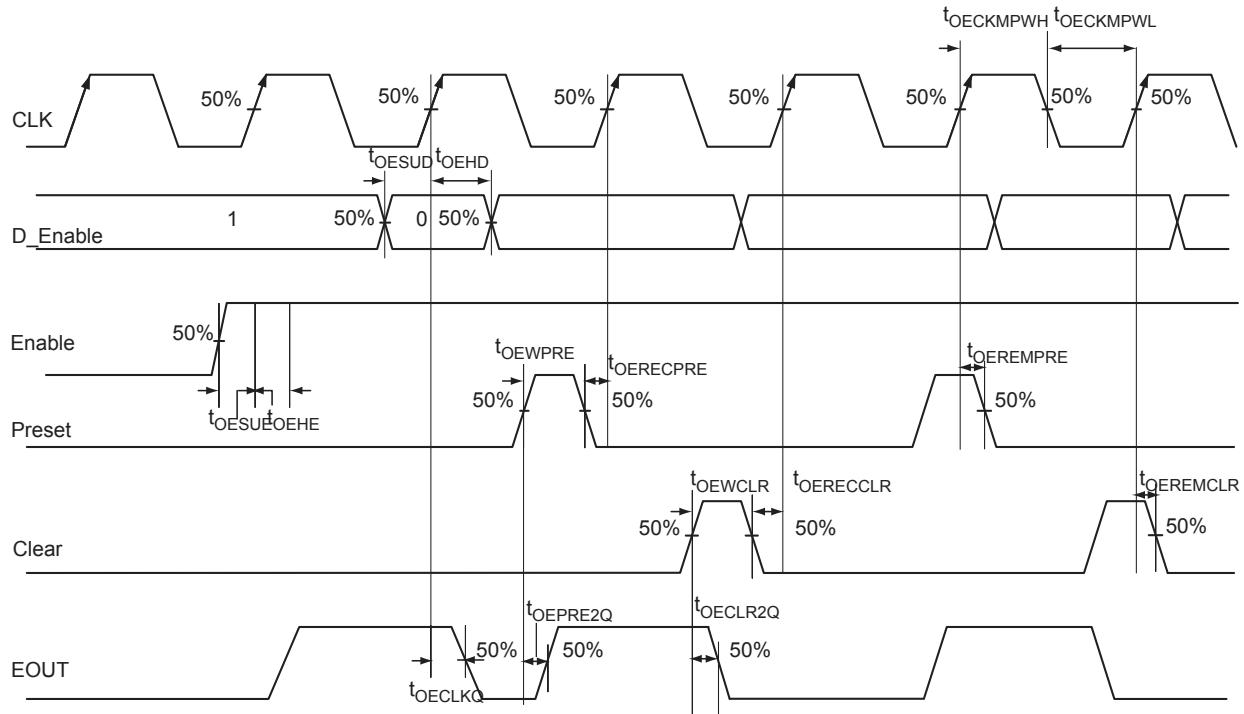 tOECKMPWH tOECKMPWL
50% 50% 50% 50% 50% 50% 50%
CLK
tOESUD tOEHD
1 50% 0 50%
D_Enable
50%
Enable
tOESUE tOEHE
tOEWPRE tOERECPRE tOEREMPRE
50% 50% 50%
Preset
tOEWCLR tOERECCLR tOEREMCLR
50% 50% 50%
Clear
tOEPRE2Q tOECLR2Q
50% 50% 50%
EOUT
tOECLKQ